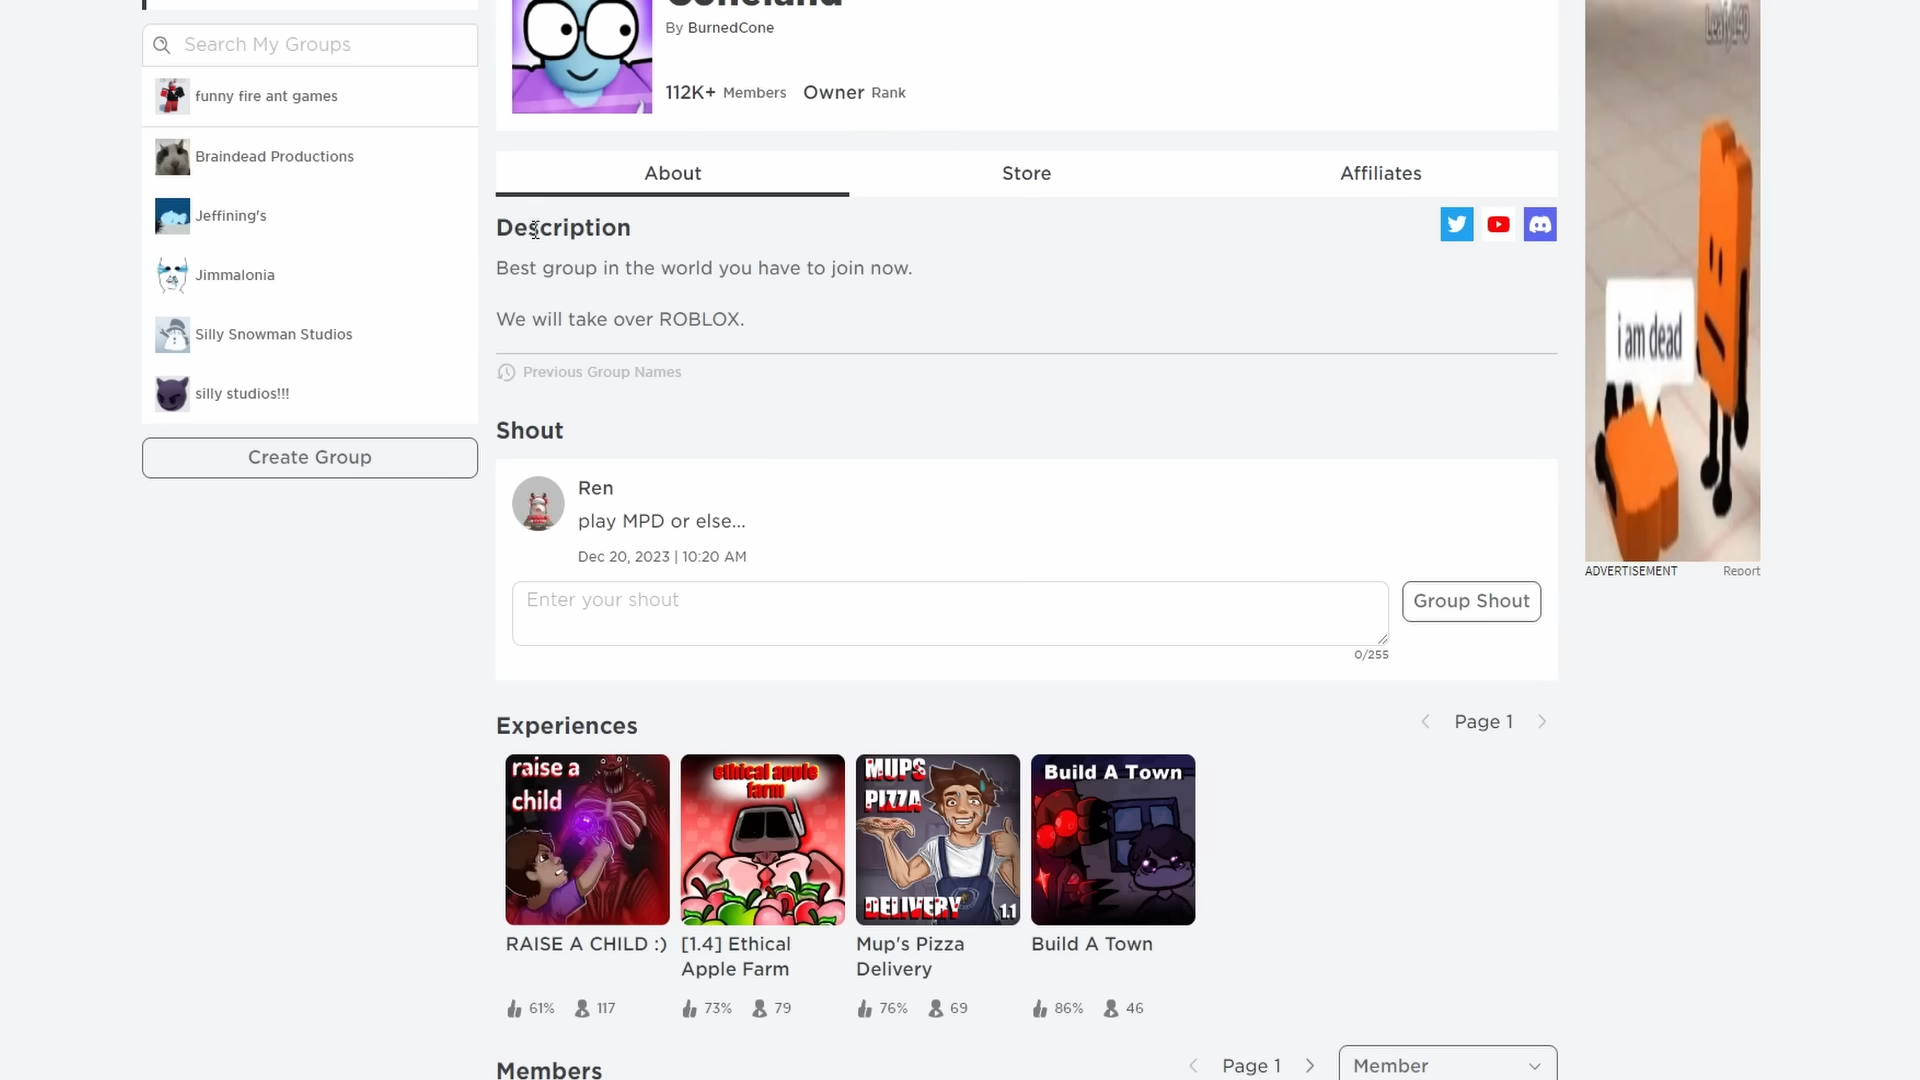 Search My Groups
funny fire ant games
Braindead Productions
Jeffining's
Jimmalonia
Silly Snowman Studios
silly studios!!!
Create Group
Coneland
By BurnedCone
112K+ Members Owner Rank
About Store Affiliates
Description
Best group in the world you have to join now.
We will take over ROBLOX.
Previous Group Names
Shout
Ren
play MPD or else...
Dec 20, 2023 | 10:20 AM
Enter your shout
Group Shout
0/255
Experiences
Page 1
raise a
child
ethical apple
farm
MUPS
PIZZA
DELIVERY
1.1
Build A Town
RAISE A CHILD :)
[1.4] Ethical
Apple Farm
Mup's Pizza
Delivery
Build A Town
61% 117
73% 79
76% 69
86% 46
Members
Page 1
Member
i am dead
ADVERTISEMENT
Report